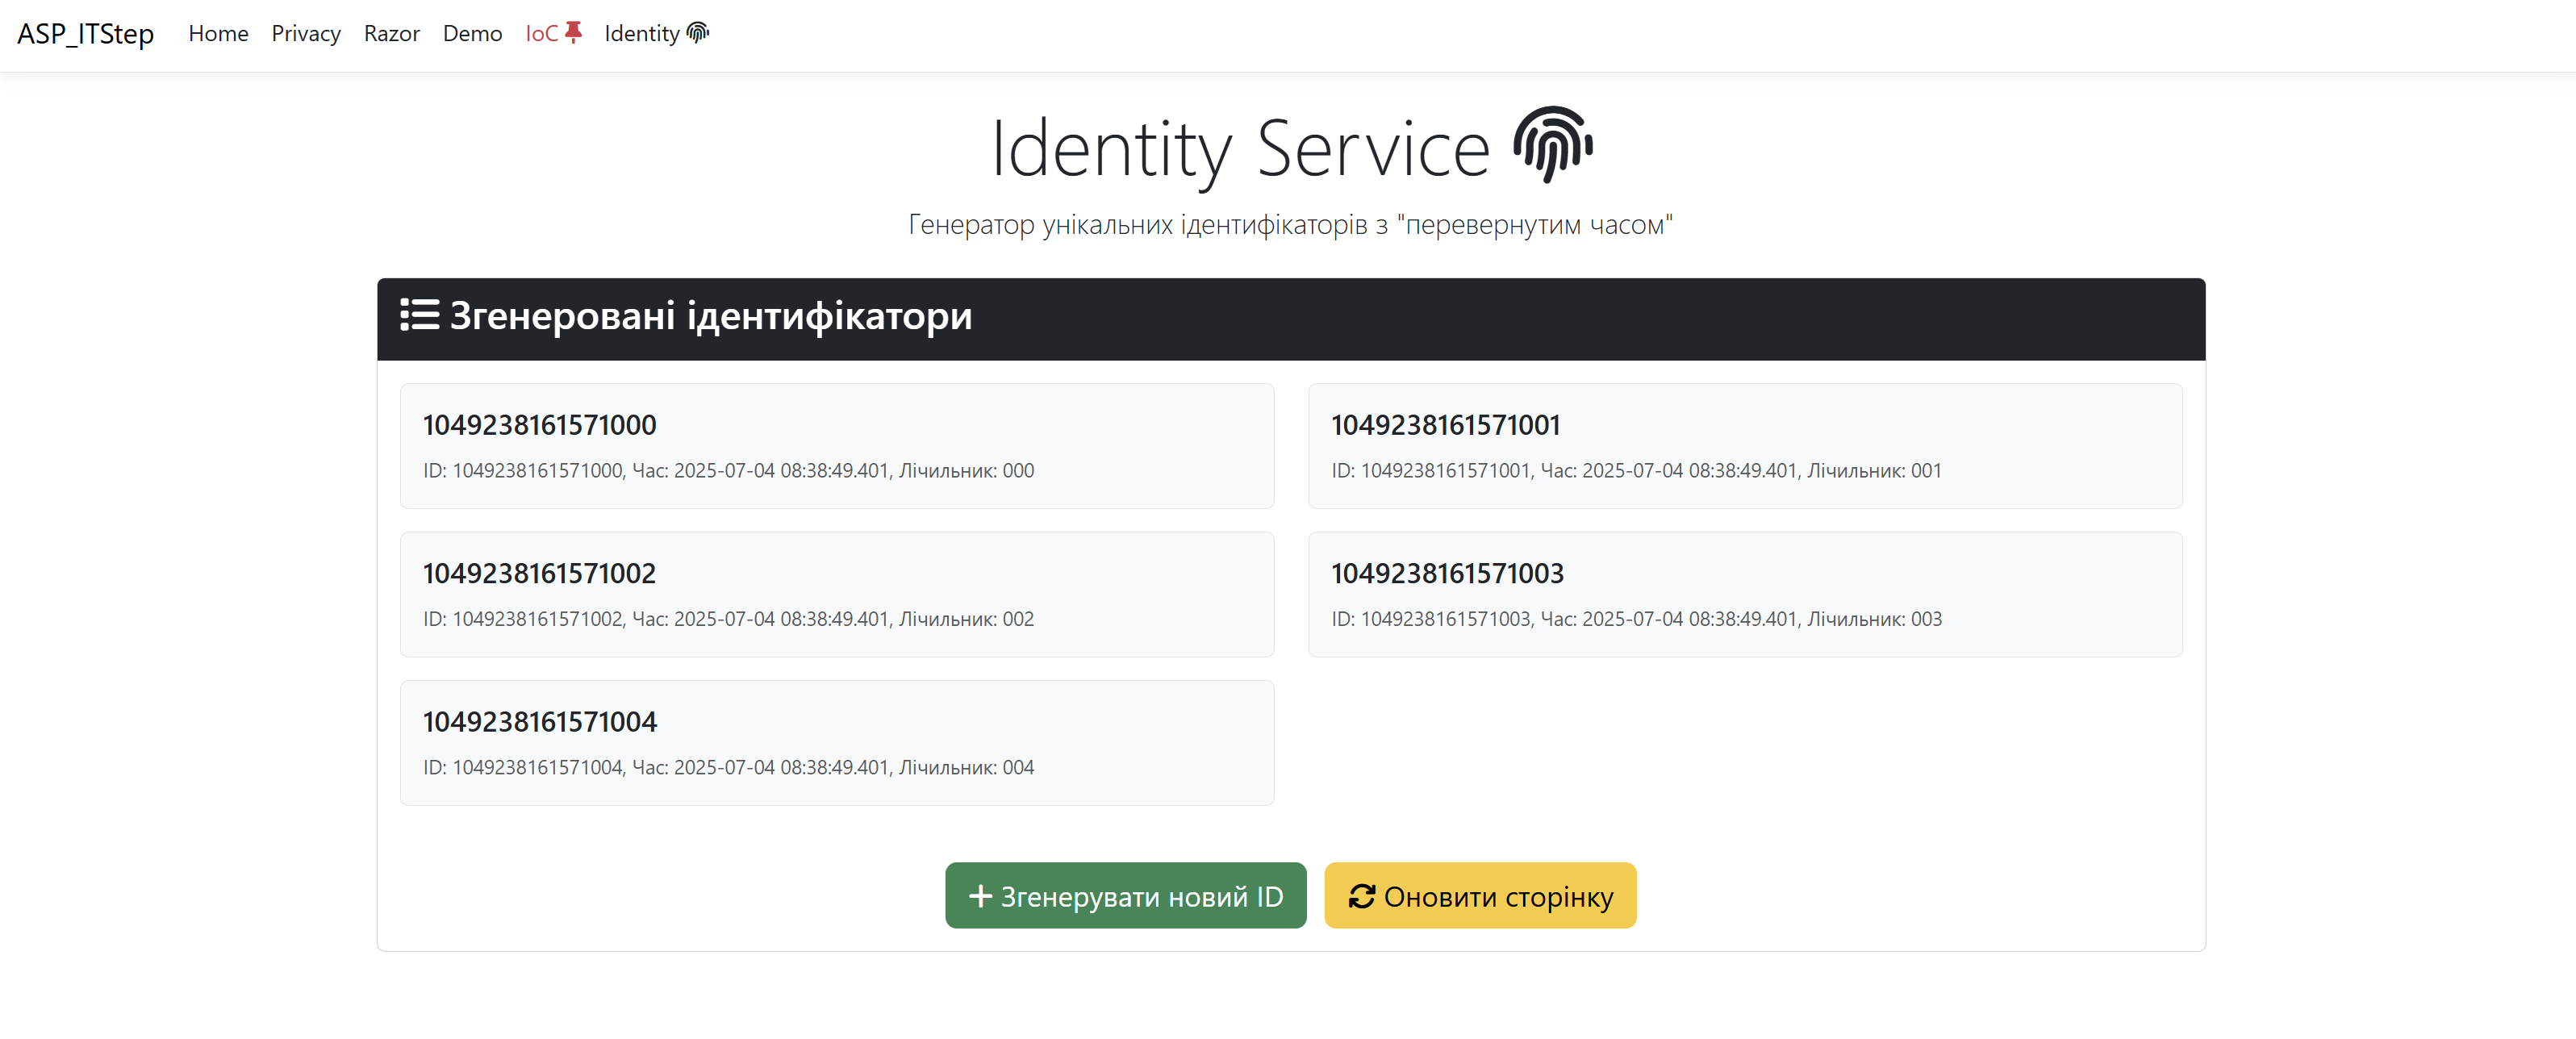 ASP_ITStep Home Privacy Razor Demo IoC Identity
Identity Service
Генератор унікальних ідентифікаторів з "перевернутим часом"
Згенеровані ідентифікатори
1049238161571000
ID: 1049238161571000, Час: 2025-07-04 08:38:49.401, Лічильник: 000
1049238161571001
ID: 1049238161571001, Час: 2025-07-04 08:38:49.401, Лічильник: 001
1049238161571002
ID: 1049238161571002, Час: 2025-07-04 08:38:49.401, Лічильник: 002
1049238161571003
ID: 1049238161571003, Час: 2025-07-04 08:38:49.401, Лічильник: 003
1049238161571004
ID: 1049238161571004, Час: 2025-07-04 08:38:49.401, Лічильник: 004
Згенерувати новий ID
Оновити сторінку